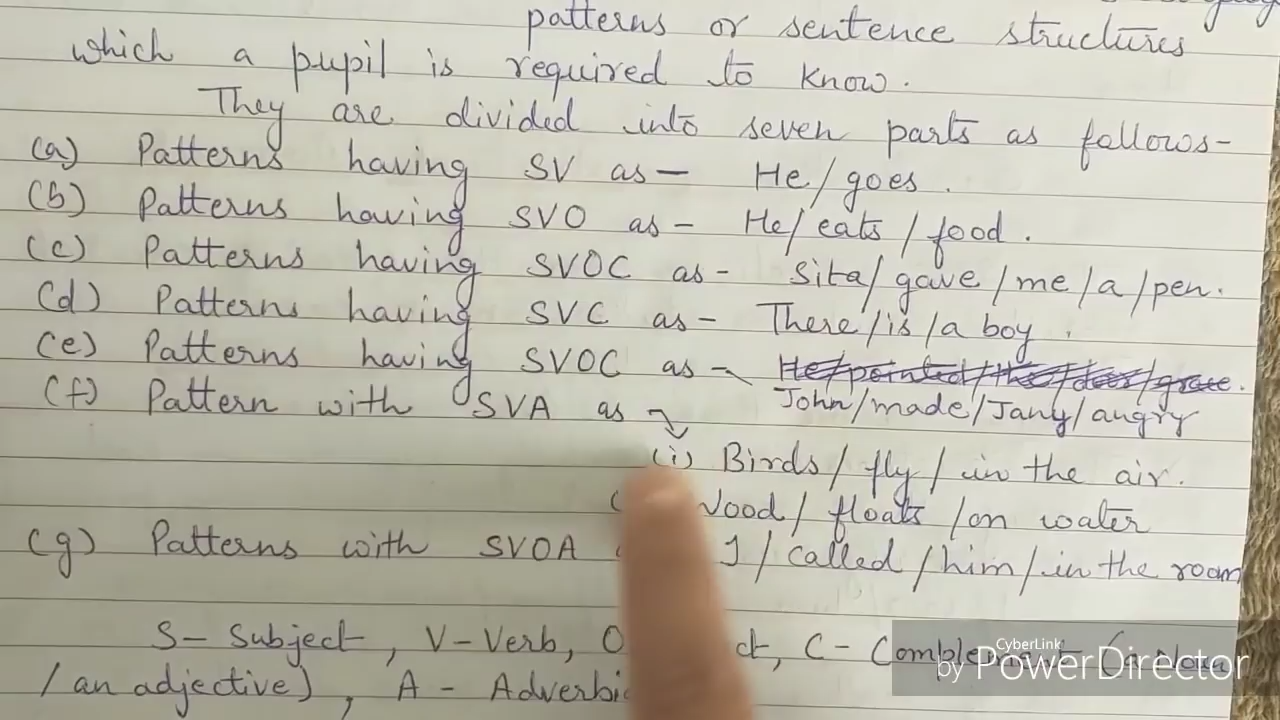 patterns or sentence structures
which a pupil is required to know.
They are divided into seven parts as follows-
(a) Patterns having SV as- He/goes.
(b) Patterns having SVO as- He/eats/food.
(c) Patterns having SVOC as- Sita/gave/me/a/pen.
(d) Patterns having SVC as- There/is/a boy.
(e) Patterns having SVOC as-
John/made/Jany/angry
(f) Pattern with SVA as
(i) Birds/fly/in the air.
/floats/on water
(g) Patterns with SVOA I/called/him/in the room
S- Subject, V-Verb, C-
/an adjective), A-
CyberLink
by PowerDirector